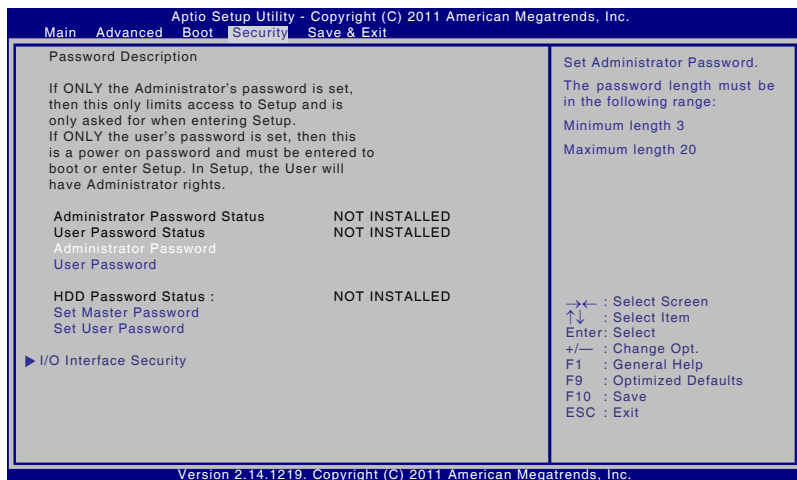 Aptio Setup Utility - Copyright (C) 2011 American Megatrends, Inc.
Main Advanced Boot Security Save & Exit
Password Description
If ONLY the Administrator's password is set,
then this only limits access to Setup and is
only asked for when entering Setup.
If ONLY the user's password is set, then this
is a power on password and must be entered to
boot or enter Setup. In Setup, the User will
have Administrator rights.
Administrator Password Status NOT INSTALLED
User Password Status NOT INSTALLED
Administrator Password
User Password
HDD Password Status : NOT INSTALLED
Set Master Password
Set User Password
I/O Interface Security
Set Administrator Password.
The password length must be
in the following range:
Minimum length 3
Maximum length 20
→← : Select Screen
↑↓ : Select Item
Enter: Select
+/— : Change Opt.
F1 : General Help
F9 : Optimized Defaults
F10 : Save
ESC : Exit
Version 2.14.1219. Copyright (C) 2011 American Megatrends, Inc.